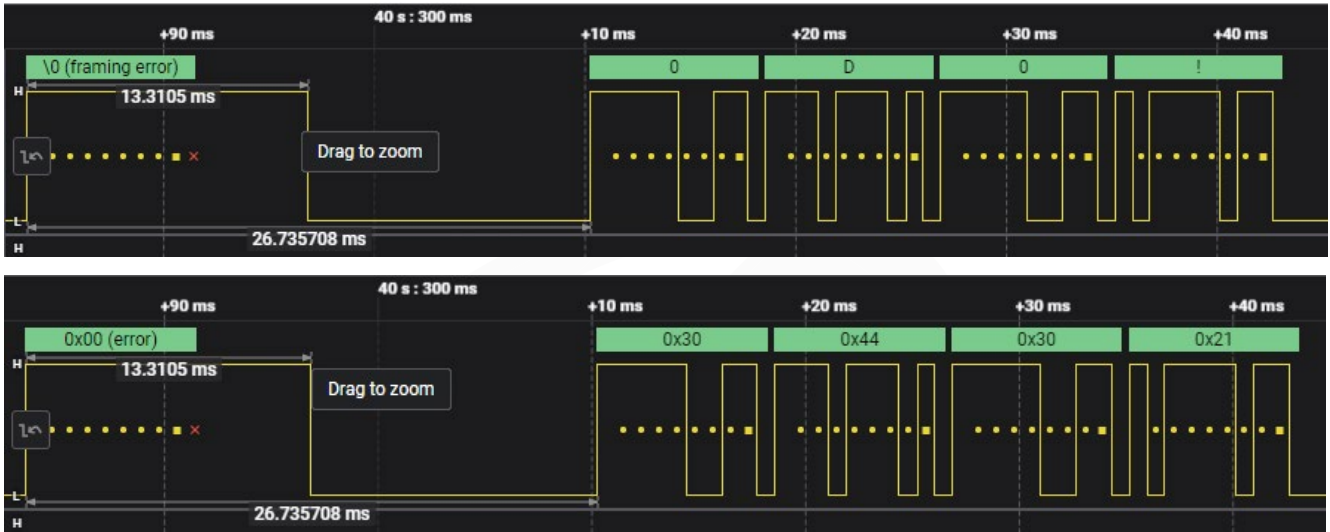 40 s : 300 ms
+90 ms +10 ms +20 ms +30 ms +40 ms
\0 (framing error) 0 D 0 !
H
13.3105 ms
Drag to zoom
L
26.735708 ms
H
40 s : 300 ms
+90 ms +10 ms +20 ms +30 ms +40 ms
0x00 (error) 0x30 0x44 0x30 0x21
H
13.3105 ms
Drag to zoom
L
26.735708 ms
H